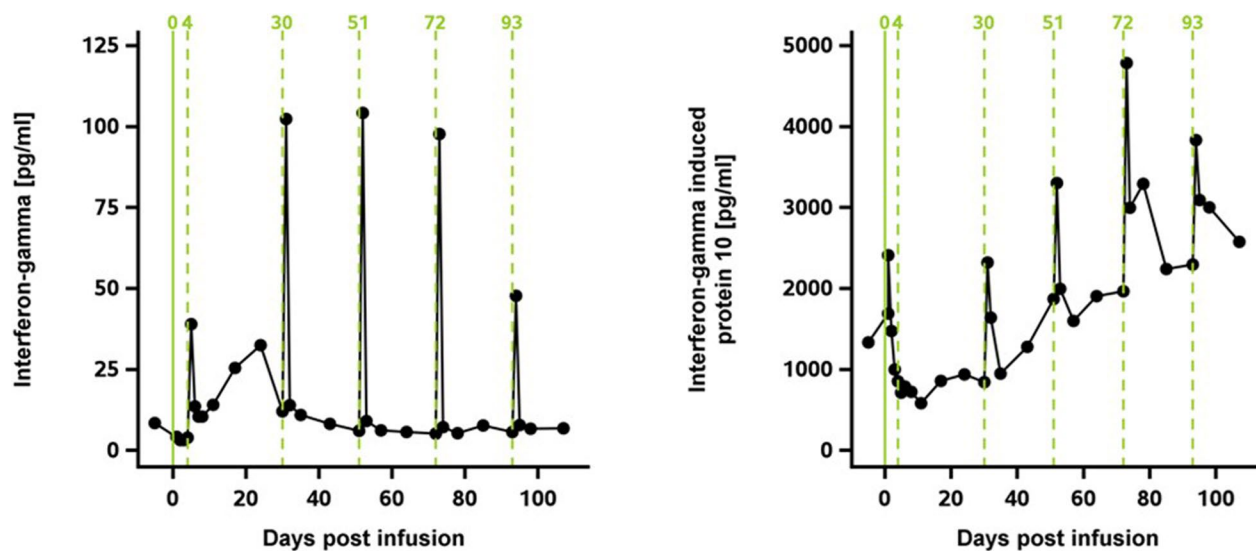 0 4 30 51 72 93
125
100
75
50
25
0
Interferon-gamma [pg/ml]
0 20 40 60 80 100
Days post infusion
0 4 30 51 72 93
5000
4000
3000
2000
1000
0
Interferon-gamma induced
protein 10 [pg/ml]
0 20 40 60 80 100
Days post infusion